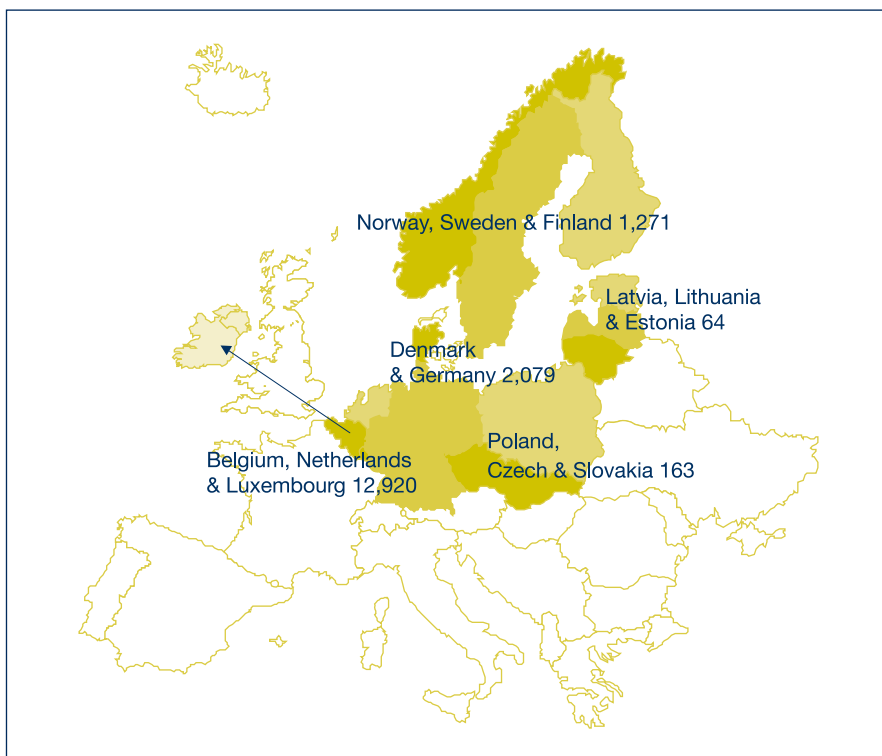 Norway, Sweden & Finland 1,271
Latvia, Lithuania
& Estonia 64
Denmark
& Germany 2,079
Poland,
Czech & Slovakia 163
Belgium, Netherlands
& Luxembourg 12,920